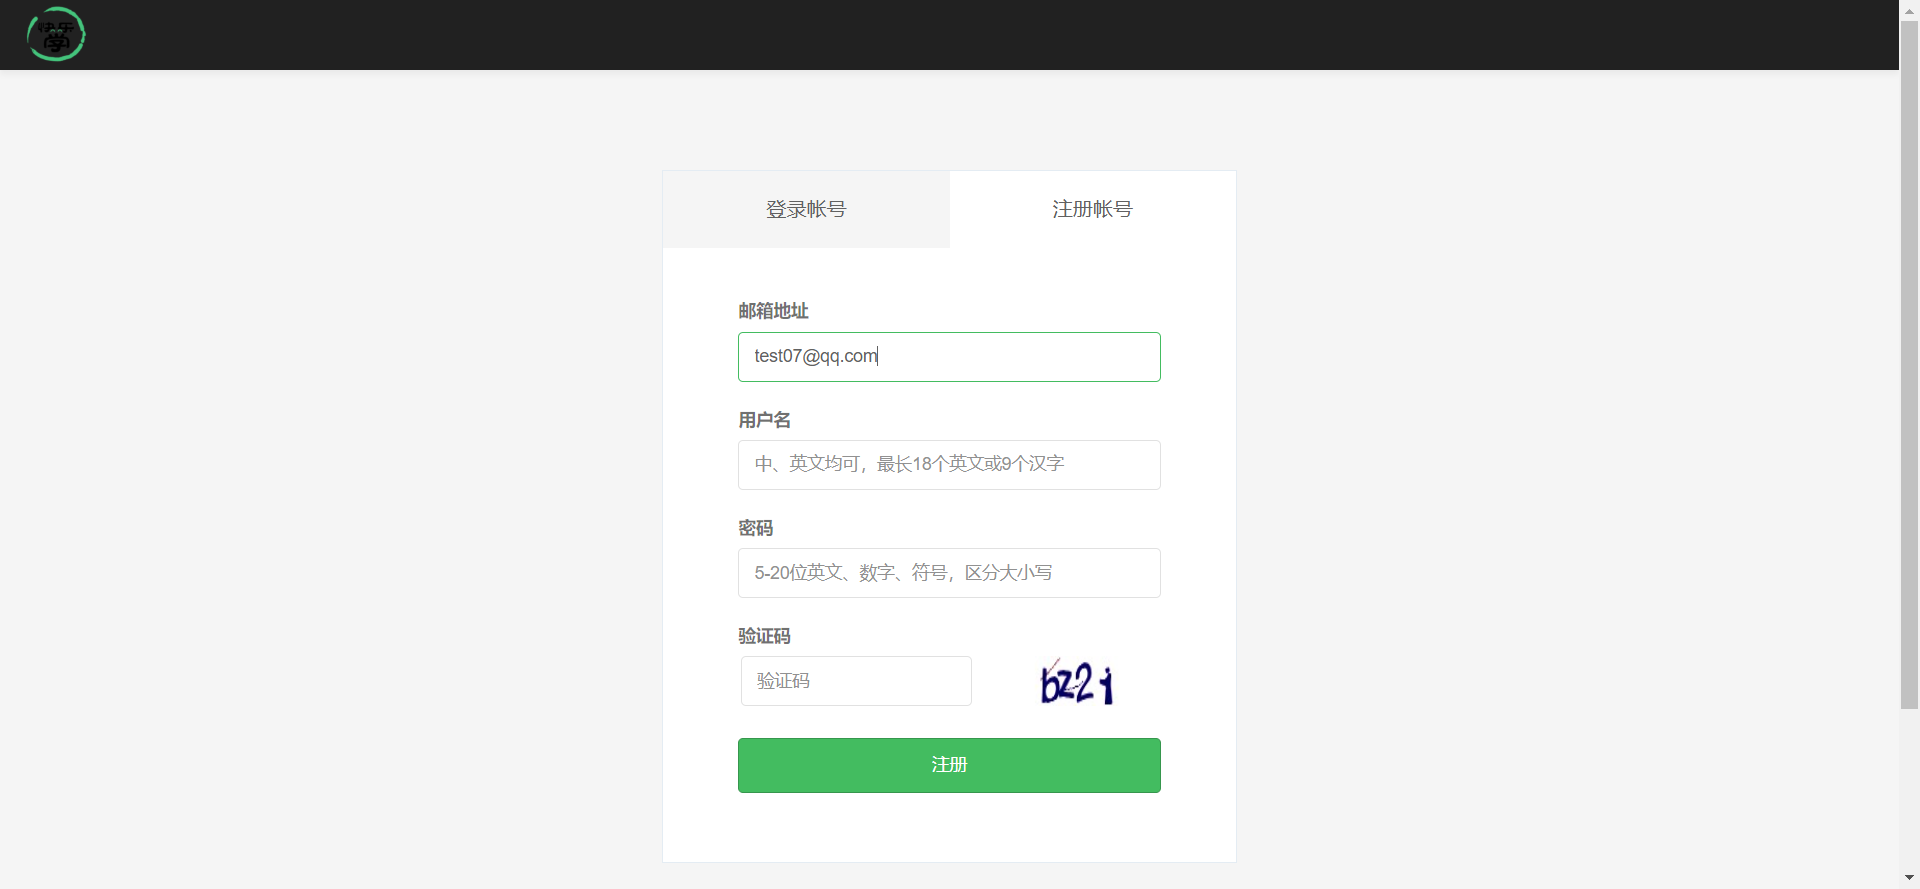 快乐
學
登录帐号
注册帐号
邮箱地址
test07@qq.com
用户名
中、英文均可，最长18个英文或9个汉字
密码
5-20位英文、数字、符号，区分大小写
验证码
验证码
bz2i
注册